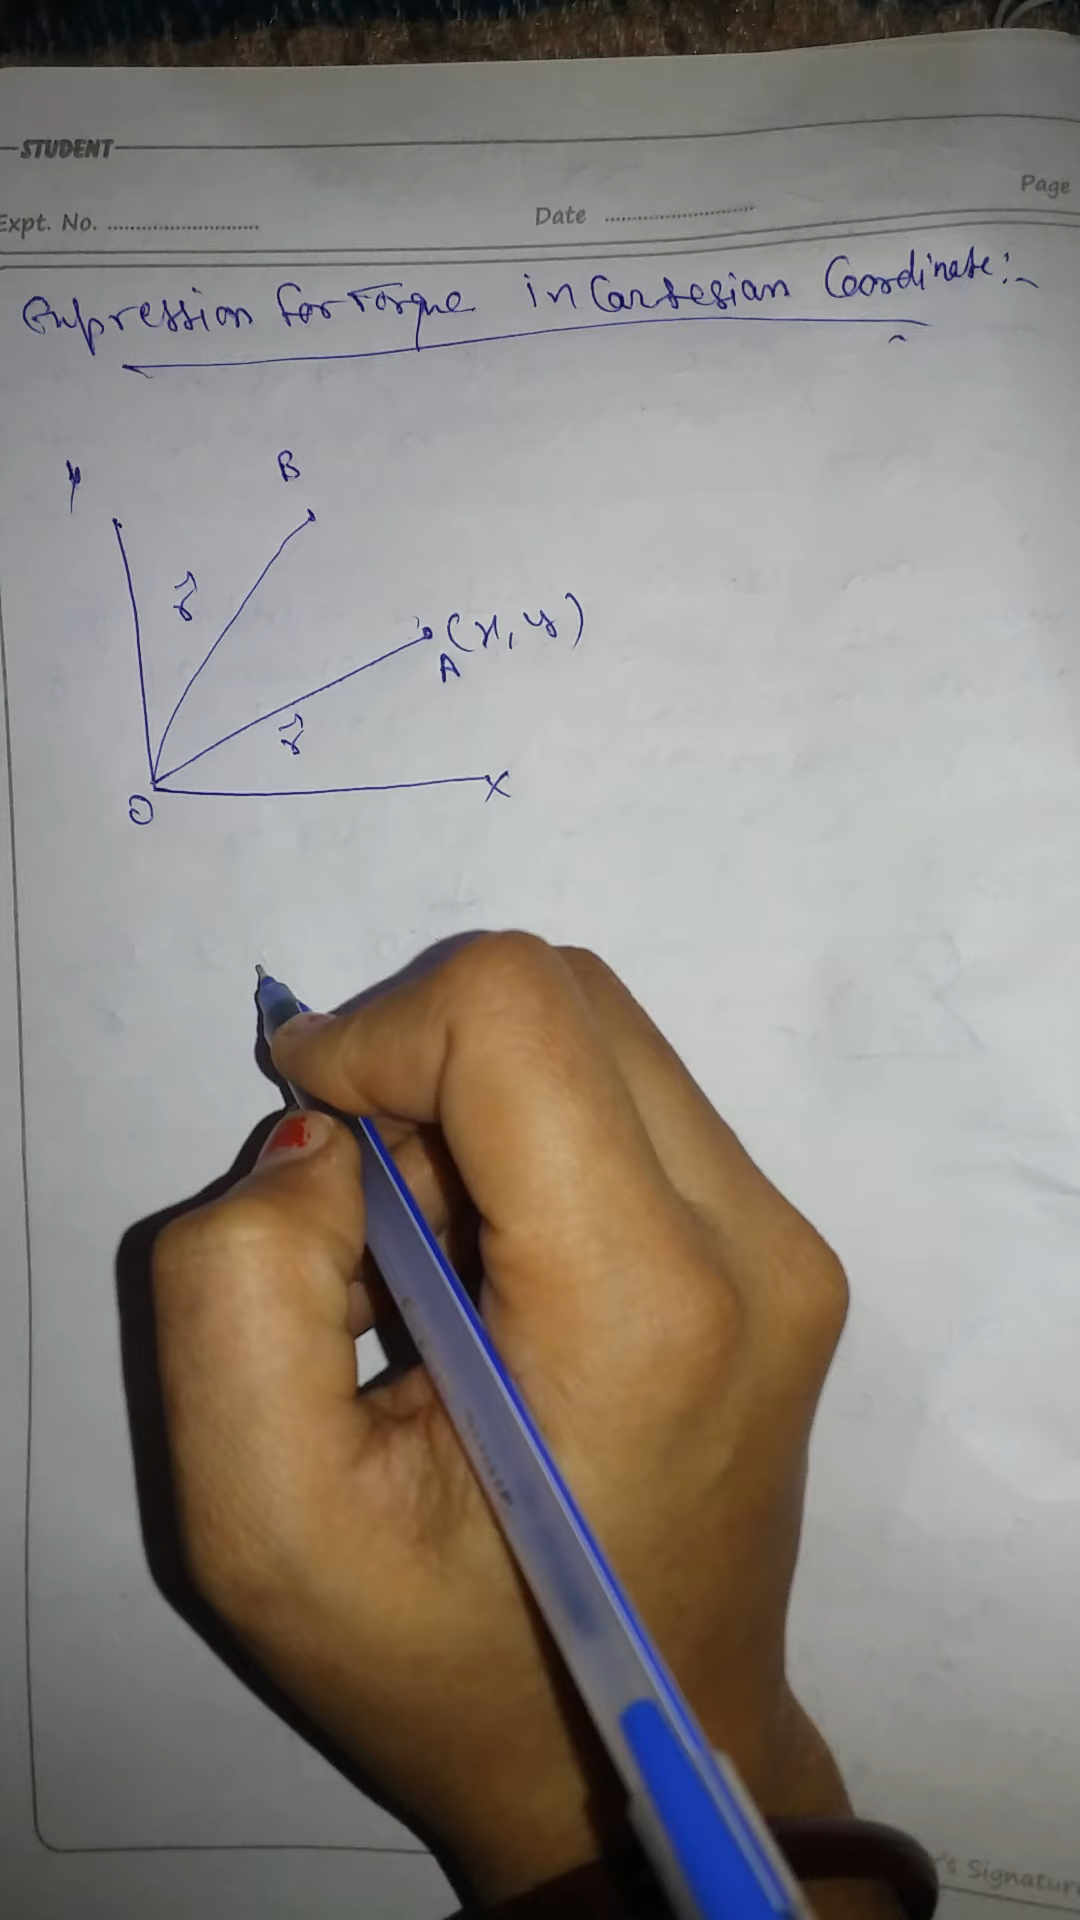 STUDENT
Page
Expt. No. ........................... Date ...........................
Expression for Torque in Cartesian Coordinate:-
Y B
r⃗
(x, y)
A
r⃗
O X
's Signature